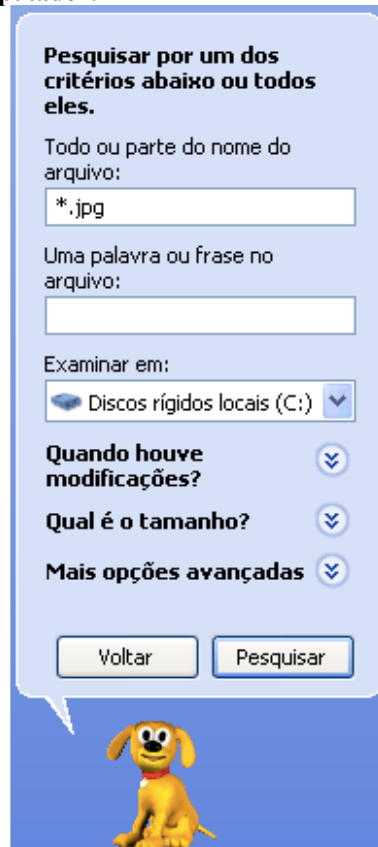 Pesquisar por um dos
critérios abaixo ou todos
eles.
Todo ou parte do nome do
arquivo:
*.jpg
Uma palavra ou frase no
arquivo:
Examinar em:
Discos rígidos locais (C:)
Quando houve
modificações?
Qual é o tamanho?
Mais opções avançadas
Voltar Pesquisar